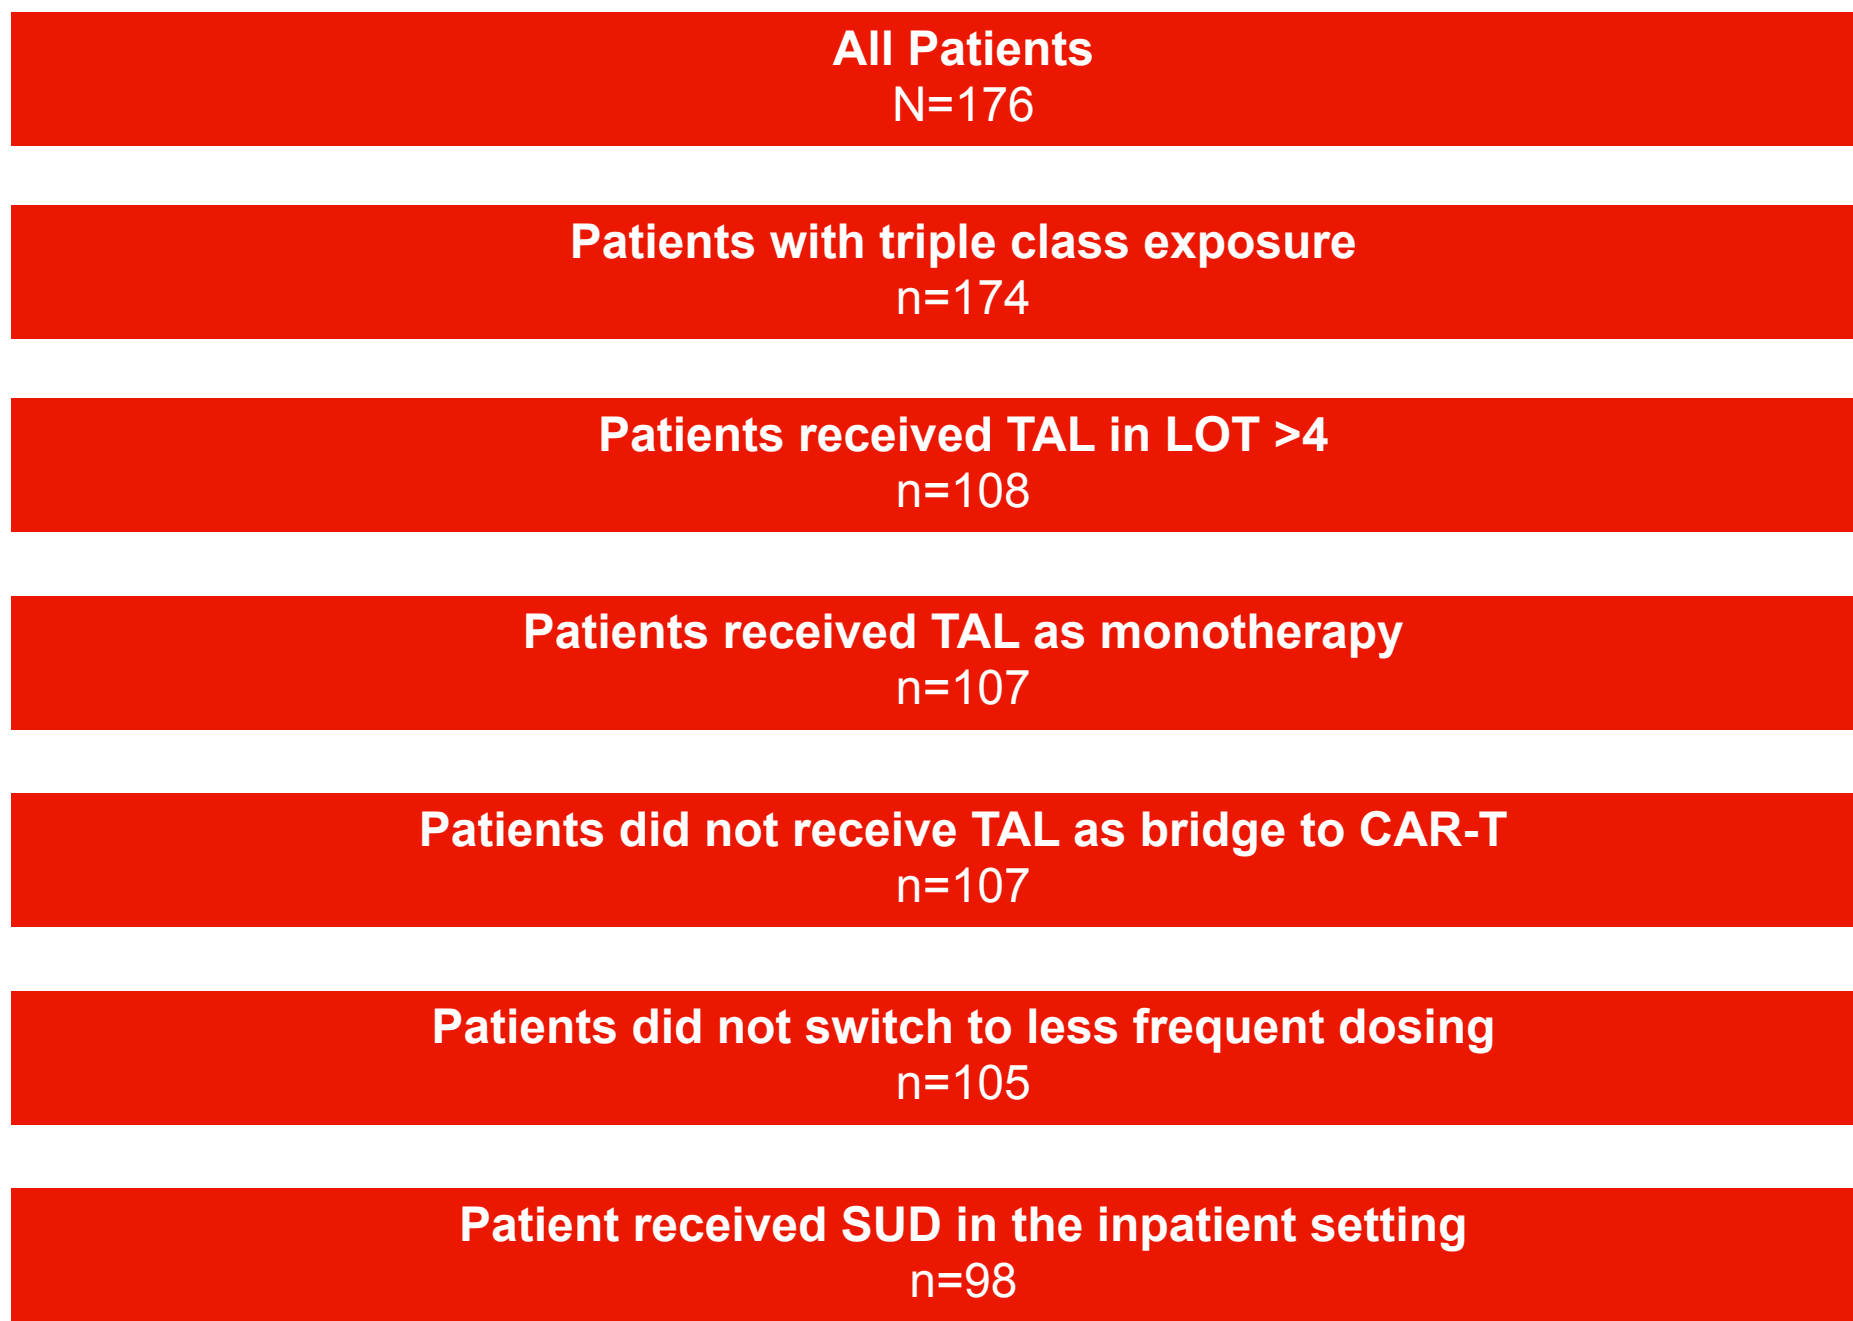 All Patients
N=176
Patients with triple class exposure
n=174
Patients received TAL in LOT >4
n=108
Patients received TAL as monotherapy
n=107
Patients did not receive TAL as bridge to CAR-T
n=107
Patients did not switch to less frequent dosing
n=105
Patient received SUD in the inpatient setting
n=98